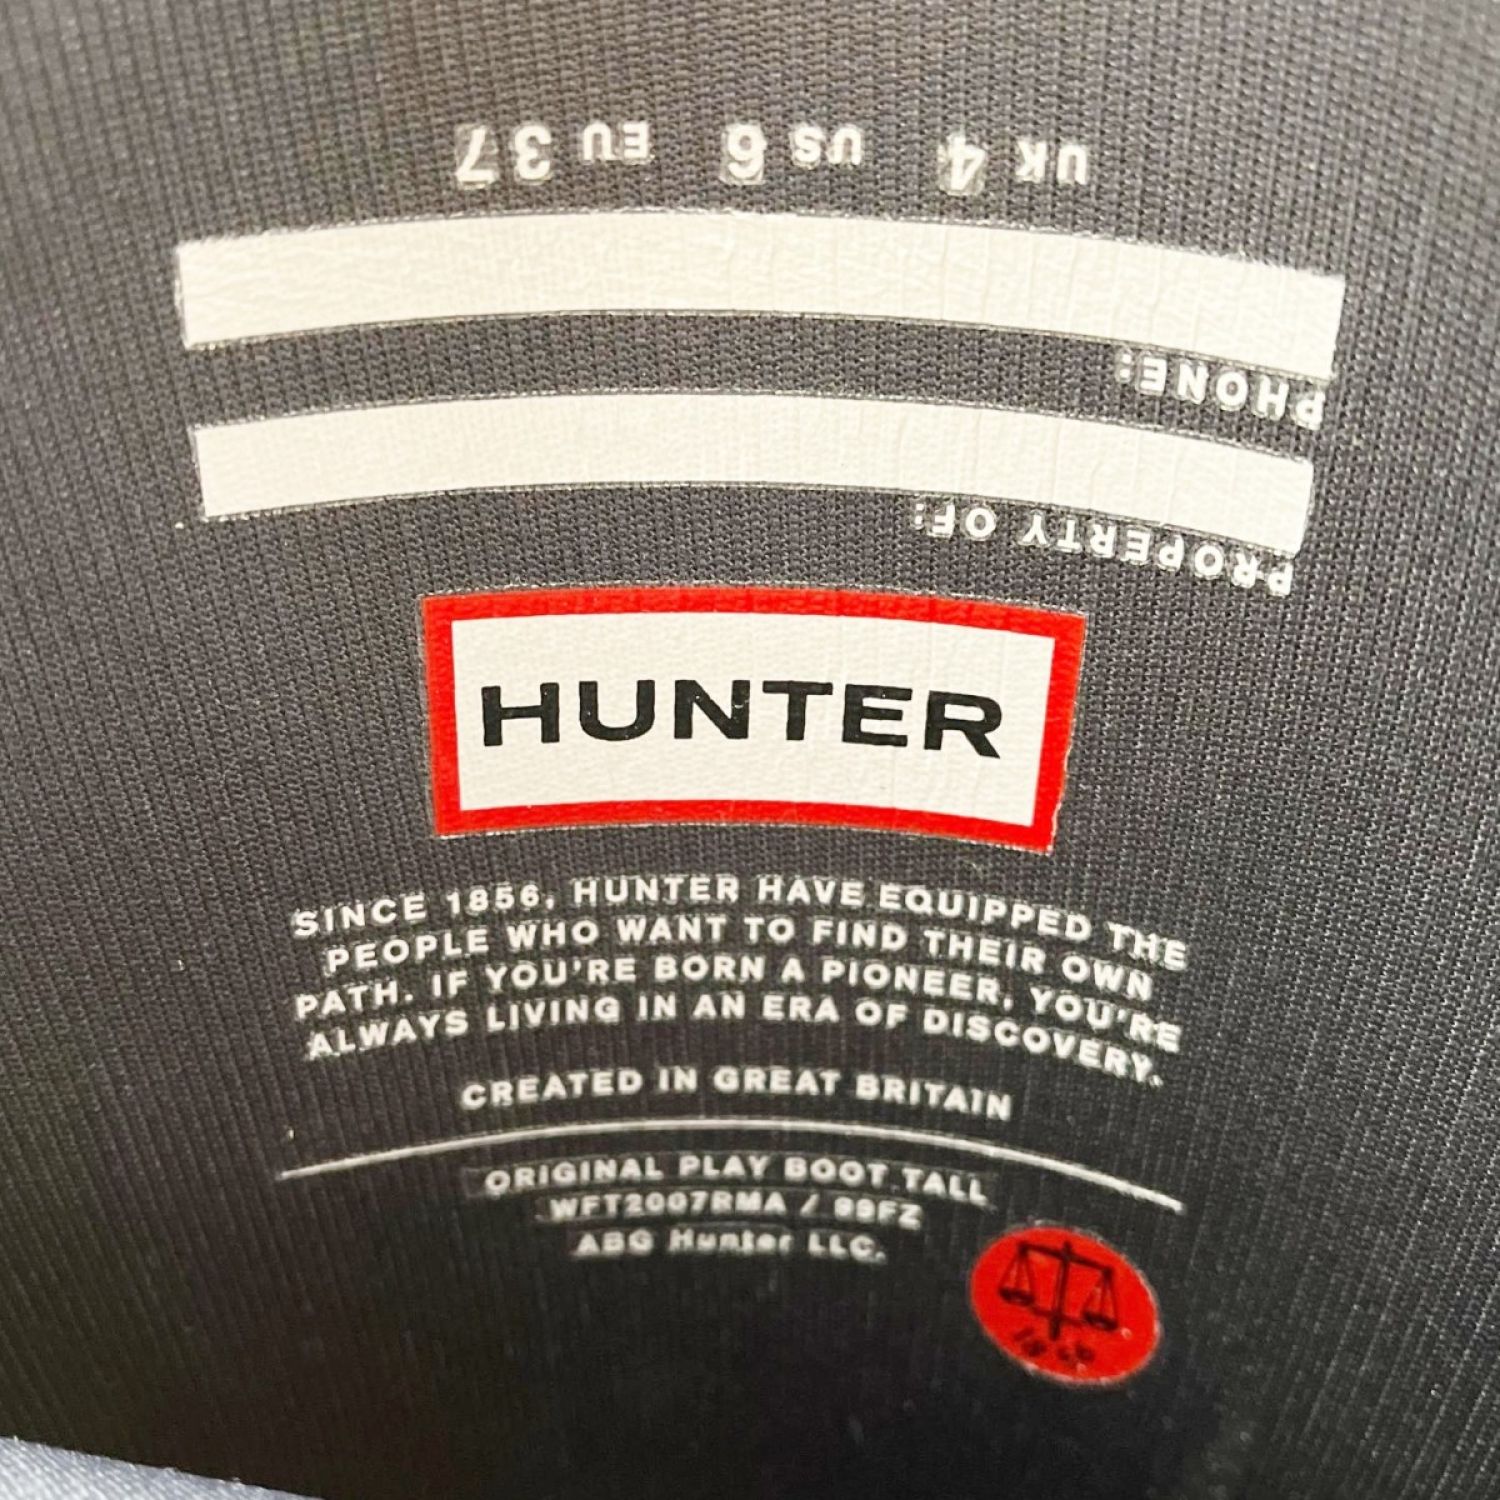 UK 4 US 6 EU 37
PHONE:
PROPERTY OF:
HUNTER
SINCE 1856, HUNTER HAVE EQUIPPED THE
PEOPLE WHO WANT TO FIND THEIR OWN
PATH. IF YOU'RE BORN A PIONEER, YOU'RE
ALWAYS LIVING IN AN ERA OF DISCOVERY.
CREATED IN GREAT BRITAIN
ORIGINAL PLAY BOOT TALL
WFT2007RMA /
ABG Hunter LLC.